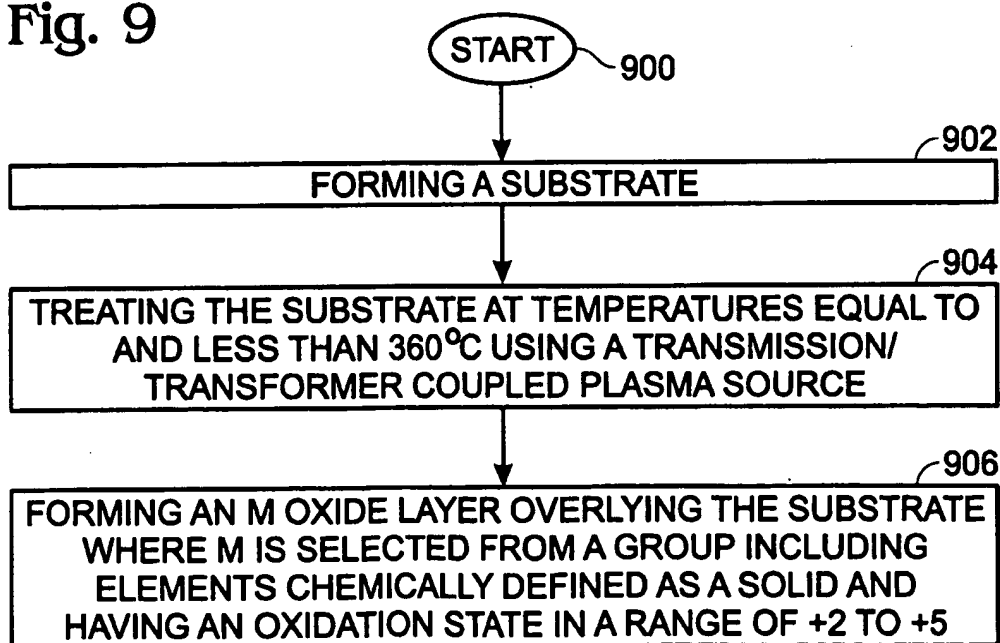 Fig. 9
START
900
902
FORMING A SUBSTRATE
904
TREATING THE SUBSTRATE AT TEMPERATURES EQUAL TO
AND LESS THAN 360°C USING A TRANSMISSION/
TRANSFORMER COUPLED PLASMA SOURCE
906
FORMING AN M OXIDE LAYER OVERLYING THE SUBSTRATE
WHERE M IS SELECTED FROM A GROUP INCLUDING
ELEMENTS CHEMICALLY DEFINED AS A SOLID AND
HAVING AN OXIDATION STATE IN A RANGE OF +2 TO +5